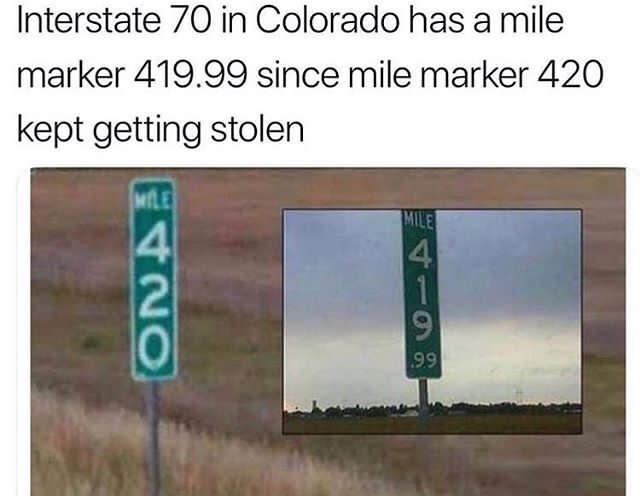 Interstate 70 in Colorado has a mile
marker 419.99 since mile marker 420
kept getting stolen
MILE
4
2
0
MILE
4
1
9
.99